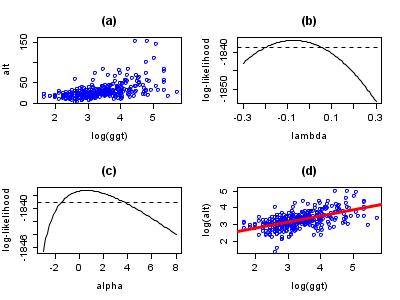 (a)
alt
0
50
150
2
3
4
5
log(ggt)
(b)
log-likelihood
-1850
-1840
-0.3
-0.1
0.1
0.3
lambda
(c)
log-likelihood
-1846
-1840
-2
0
2
4
6
8
alpha
(d)
log(alt)
2
3
4
5
6
2
3
4
5
log(ggt)